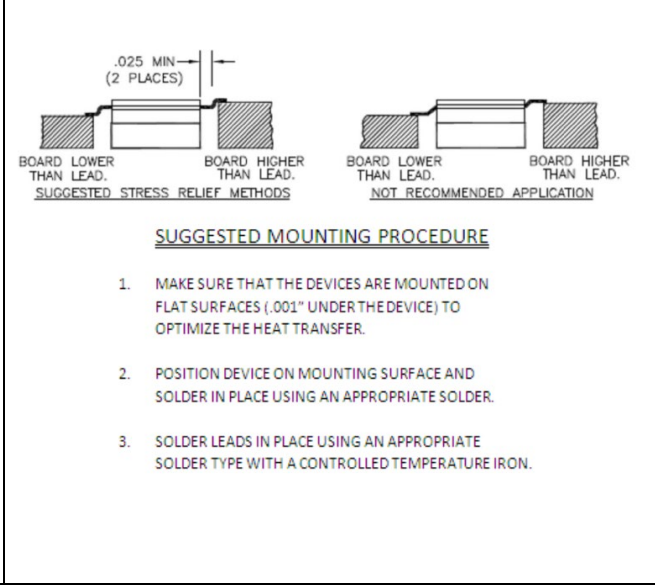 .025 MIN
(2 PLACES)
BOARD LOWER
THAN LEAD.
BOARD HIGHER
THAN LEAD.
SUGGESTED STRESS RELIEF METHODS
BOARD LOWER
THAN LEAD.
BOARD HIGHER
THAN LEAD.
NOT RECOMMENDED APPLICATION
SUGGESTED MOUNTING PROCEDURE
1. MAKE SURE THAT THE DEVICES ARE MOUNTED ON
FLAT SURFACES (.001" UNDER THE DEVICE) TO
OPTIMIZE THE HEAT TRANSFER.
2. POSITION DEVICE ON MOUNTING SURFACE AND
SOLDER IN PLACE USING AN APPROPRIATE SOLDER.
3. SOLDER LEADS IN PLACE USING AN APPROPRIATE
SOLDER TYPE WITH A CONTROLLED TEMPERATURE IRON.